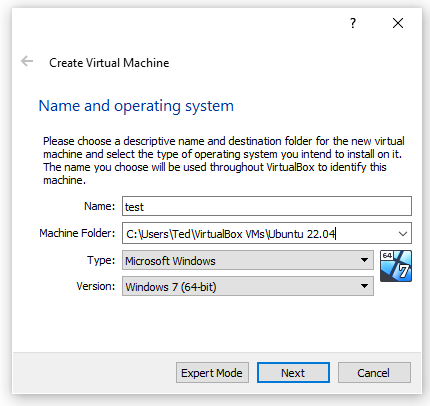 ?
Create Virtual Machine
Name and operating system
Please choose a descriptive name and destination folder for the new virtual
machine and select the type of operating system you intend to install on it.
The name you choose will be used throughout VirtualBox to identify this
machine.
Name: test
Machine Folder: C:\Users\Ted\VirtualBox VMs\Ubuntu 22.04
Type: Microsoft Windows
64
7
Version: Windows 7 (64-bit)
Expert Mode Next Cancel